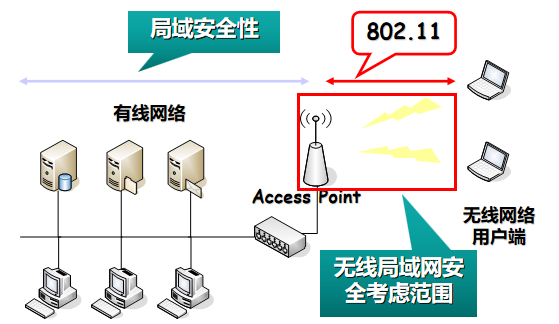 局域安全性
802.11
有线网络
Access Point
无线网络
用户端
无线局域网安
全考虑范围